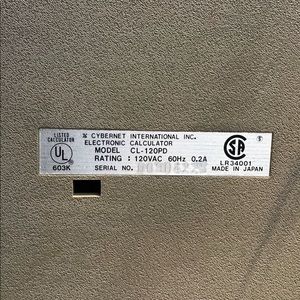 LISTED
CALCULATOR
UL
603K
CYBERNET INTERNATIONAL INC.
ELECTRONIC CALCULATOR
MODEL CL-120PD
RATING : 120VAC 60Hz 0.2A
SERIAL NO.
SA
LR34001
MADE IN JAPAN